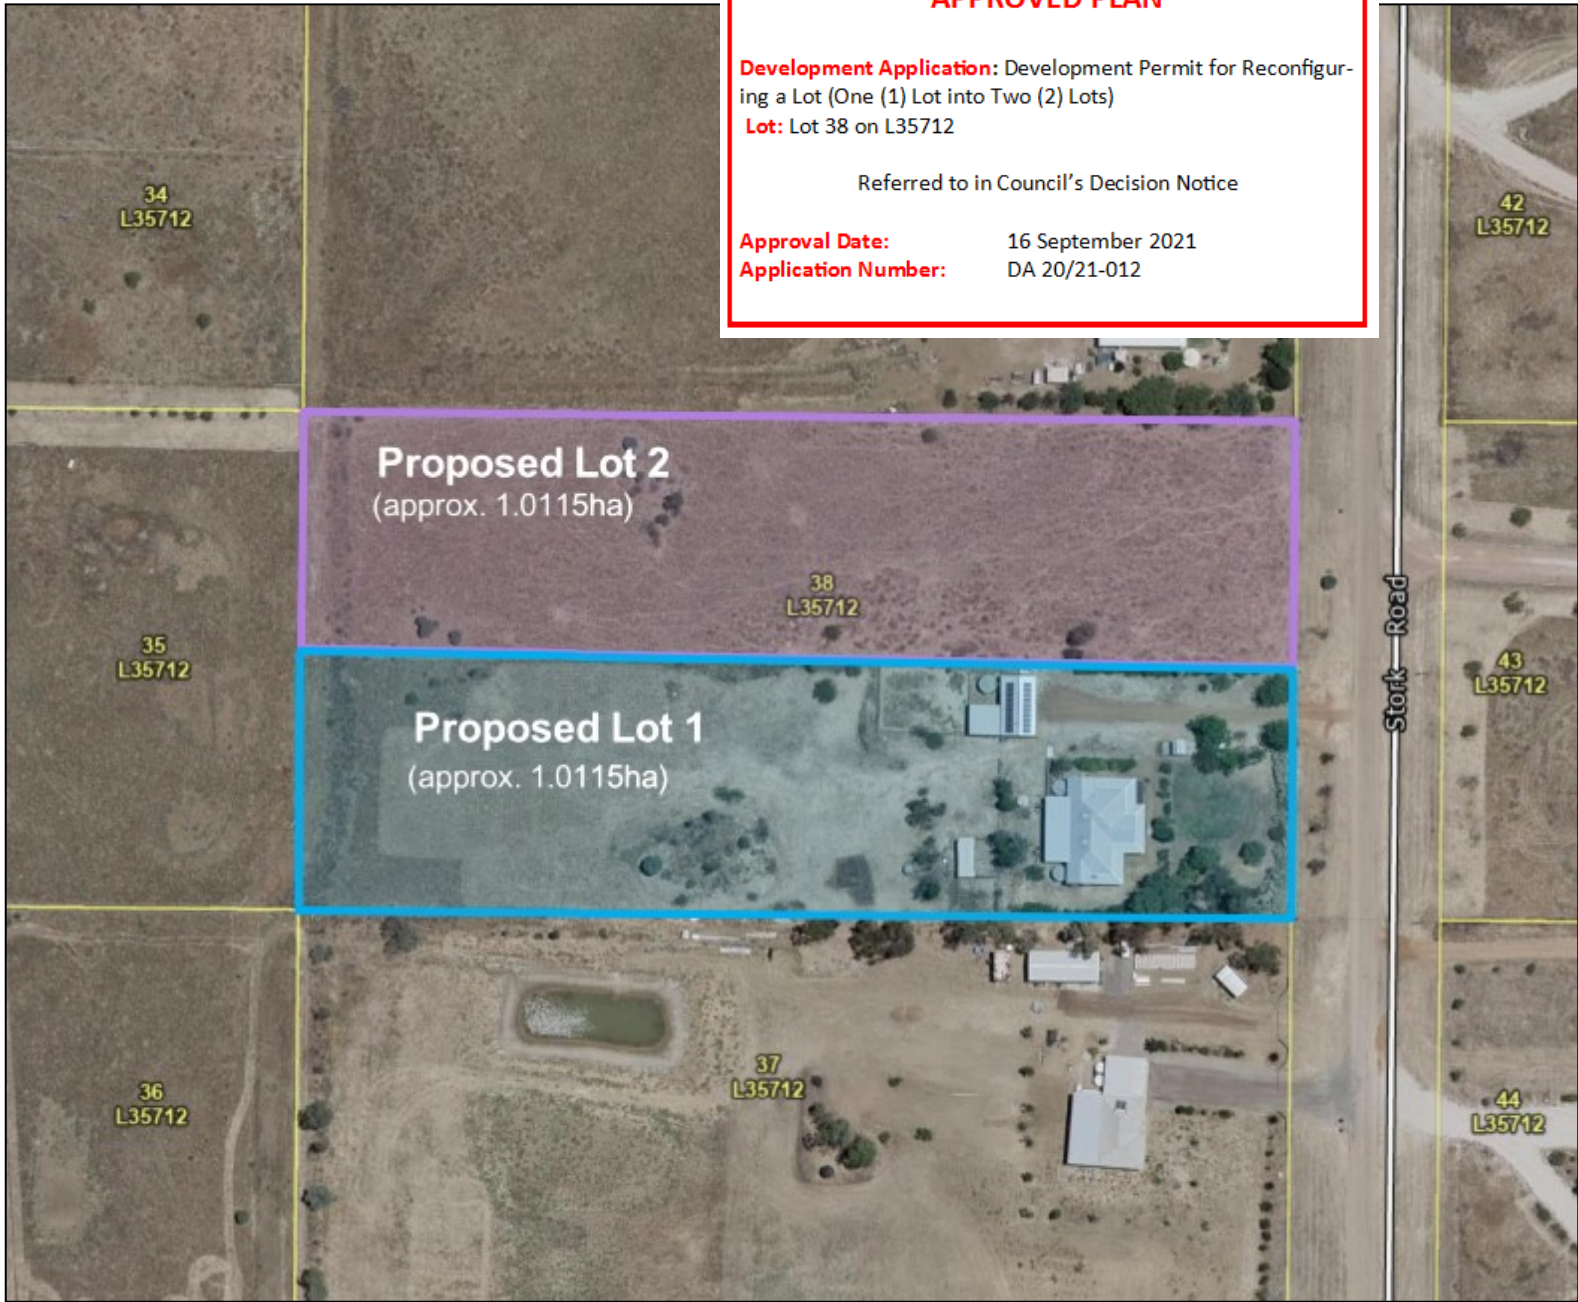 APPROVED PLAN
Development Application: Development Permit for Reconfigur-
ing a Lot (One (1) Lot into Two (2) Lots)
Lot: Lot 38 on L35712
Referred to in Council's Decision Notice
Approval Date: 16 September 2021
Application Number: DA 20/21-012
34
L35712
42
L35712
Proposed Lot 2
(approx. 1.0115ha)
38
L35712
35
L35712
Stork Road
43
L35712
Proposed Lot 1
(approx. 1.0115ha)
37
L35712
36
L35712
44
L35712